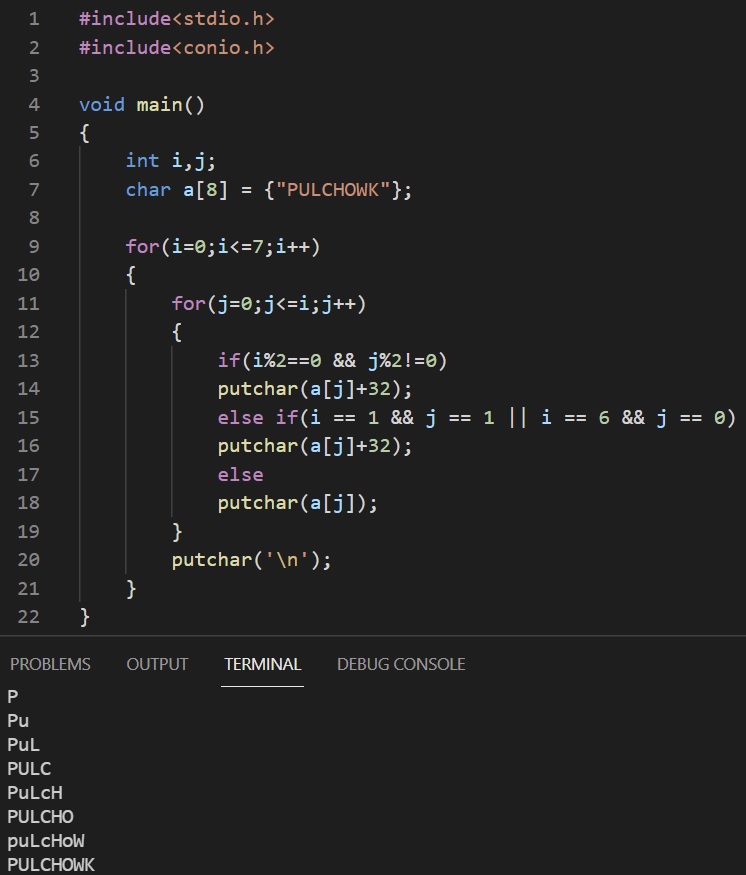 1 #include<stdio.h>
2 #include<conio.h>
3
4 void main()
5 {
6     int i,j;
7     char a[8] = {"PULCHOWK"};
8
9     for(i=0;i<=7;i++)
10     {
11         for(j=0;j<=i;j++)
12         {
13             if(i%2==0 && j%2!=0)
14             putchar(a[j]+32);
15             else if(i == 1 && j == 1 || i == 6 && j == 0)
16             putchar(a[j]+32);
17             else
18             putchar(a[j]);
19         }
20         putchar('\n');
21     }
22 }
PROBLEMS OUTPUT TERMINAL DEBUG CONSOLE
P
Pu
PuL
PULC
PuLcH
PULCHO
puLcHoW
PULCHOWK